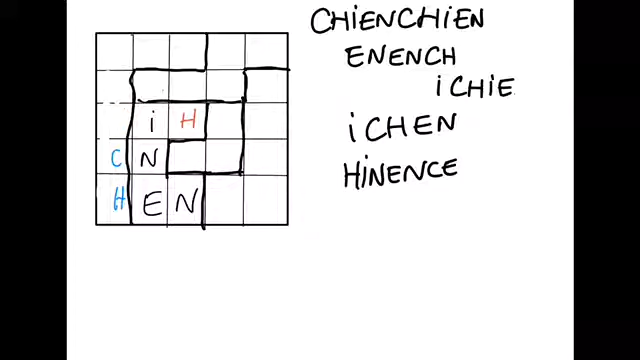 CHiENCHiEN
ENENCH
iCHiE
iCHEN
HiNENCE
i H
C N
H E N